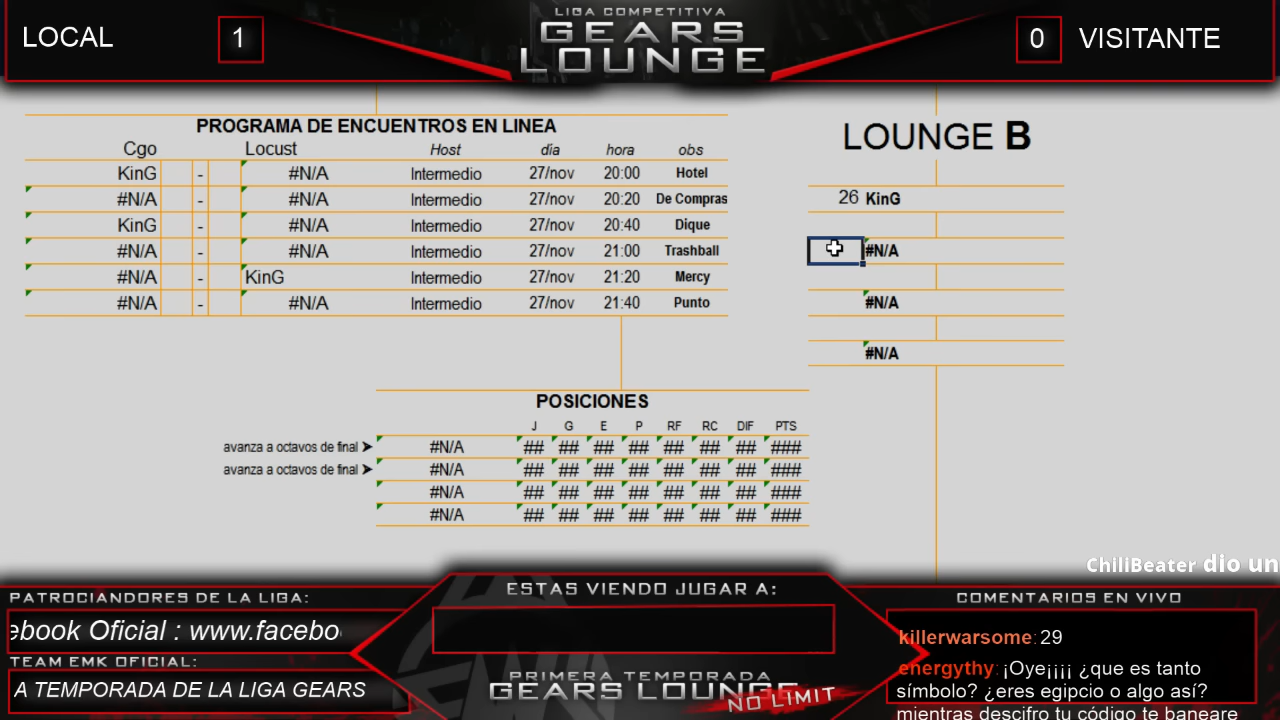 LOCAL 1 LIGA COMPETITIVA 0 VISITANTE
GEARS
LOUNGE
PROGRAMA DE ENCUENTROS EN LINEA
Cgo Locust Host día hora obs
KinG - #N/A Intermedio 27/nov 20:00 Hotel
#N/A - #N/A Intermedio 27/nov 20:20 De Compras
KinG - #N/A Intermedio 27/nov 20:40 Dique
#N/A - #N/A Intermedio 27/nov 21:00 Trashball
#N/A - KinG Intermedio 27/nov 21:20 Mercy
#N/A - #N/A Intermedio 27/nov 21:40 Punto
LOUNGE B
26 KinG
#N/A
#N/A
#N/A
POSICIONES
J G E P RF RC DIF PTS
avanza a octavos de final ➤ #N/A ## ## ## ## ## ## ## ###
avanza a octavos de final ➤ #N/A ## ## ## ## ## ## ## ###
#N/A ## ## ## ## ## ## ## ###
#N/A ## ## ## ## ## ## ## ###
ChiliBeater dio un
PATROCIANDORES DE LA LIGA:
ebook Oficial : www.facebo
TEAM EMK OFICIAL:
A TEMPORADA DE LA LIGA GEARS
ESTAS VIENDO JUGAR A:
PRIMERA TEMPORADA
GEARS LOUNGE
NO LIMIT
COMENTARIOS EN VIVO
killerwarsome: 29
energythy: ¡Oye¡¡¡¡ ¿que es tanto
símbolo? ¿eres egipcio o algo así?
mientras descifro tu código te baneare